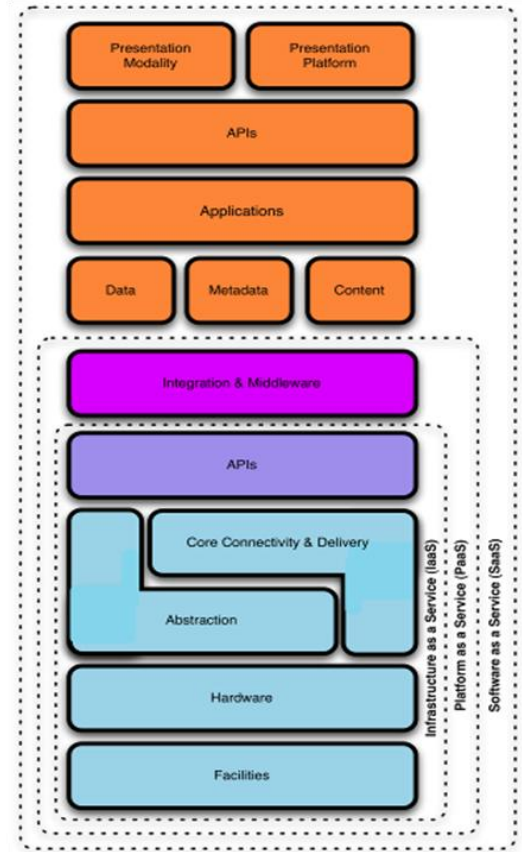 Presentation
Modality
Presentation
Platform
APIs
Applications
Data
Metadata
Content
Integration & Middleware
APIs
Core Connectivity & Delivery
Abstraction
Hardware
Facilities
Infrastructure as a Service (IaaS)
Platform as a Service (PaaS)
Software as a Service (SaaS)